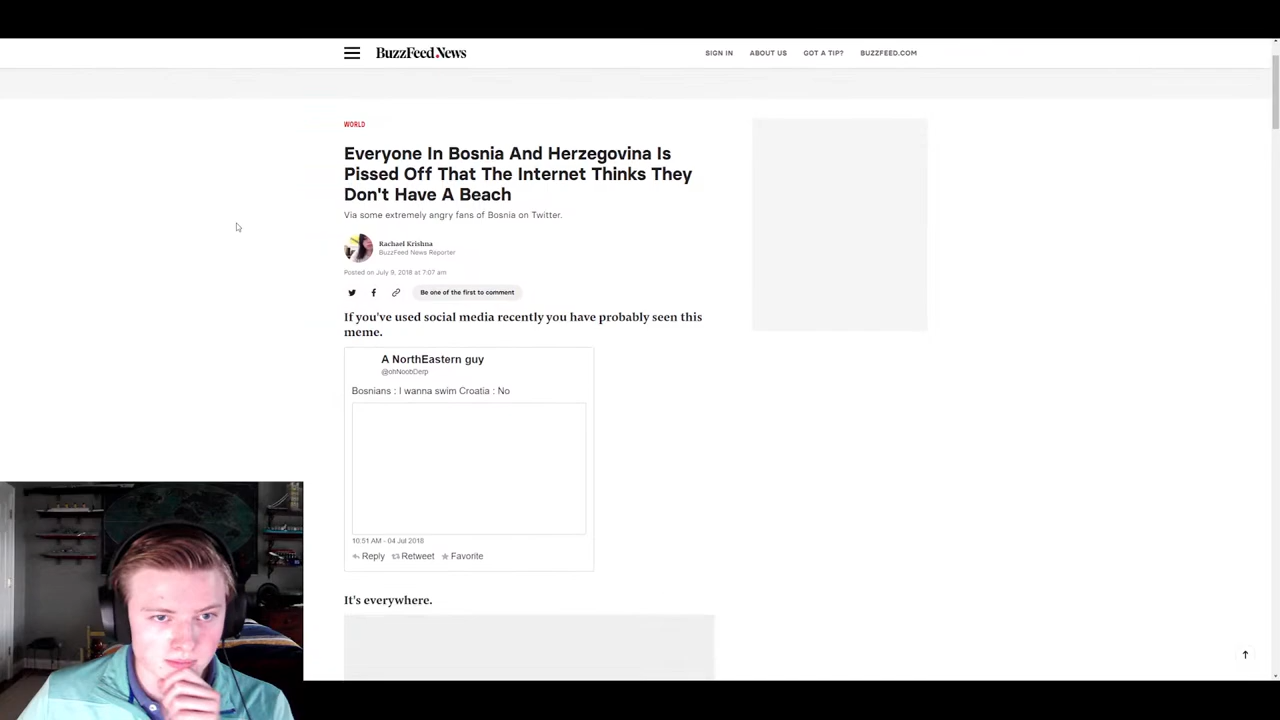 BuzzFeed News
SIGN IN ABOUT US GOT A TIP? BUZZFEED.COM
WORLD
Everyone In Bosnia And Herzegovina Is
Pissed Off That The Internet Thinks They
Don't Have A Beach
Via some extremely angry fans of Bosnia on Twitter.
Rachael Krishna
BuzzFeed News Reporter
Posted on July 9, 2018 at 7:07 am
Be one of the first to comment
If you've used social media recently you have probably seen this
meme.
A NorthEastern guy
@ohNoobDerp
Bosnians : I wanna swim Croatia : No
10:51 AM - 04 Jul 2018
Reply Retweet Favorite
It's everywhere.